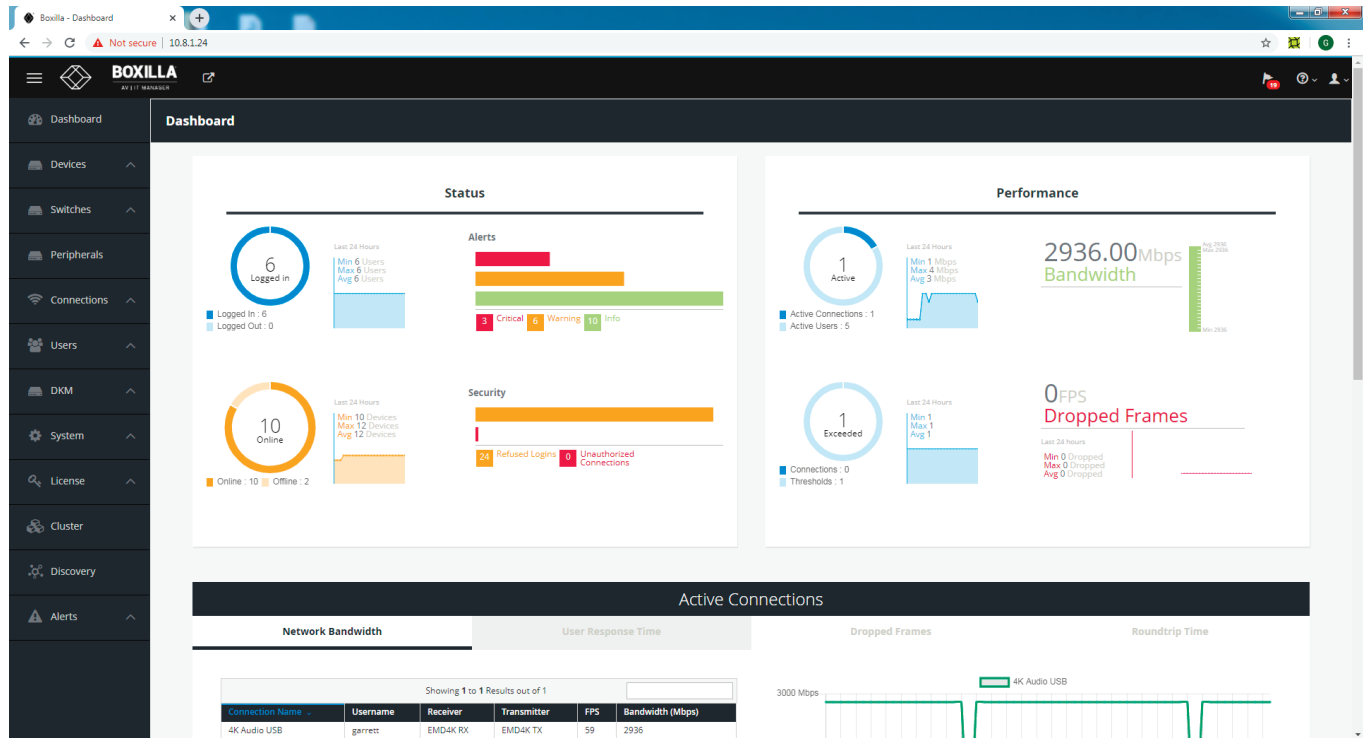 Boxilla - Dashboard
Not secure | 10.8.1.24
G
BOXILLA
AV | IT MANAGER
19
Dashboard
Devices
Switches
Peripherals
Connections
Users
DKM
System
License
Cluster
Discovery
Alerts
Dashboard
Status
6
Logged in
Last 24 Hours
Min 6 Users
Max 6 Users
Avg 6 Users
Logged In : 6
Logged Out : 0
Alerts
3 Critical 6 Warning 10 Info
10
Online
Last 24 Hours
Min 10 Devices
Max 12 Devices
Avg 12 Devices
Online : 10 Offline : 2
Security
24 Refused Logins 0 Unauthorized
Connections
Performance
1
Active
Last 24 Hours
Min 1 Mbps
Max 4 Mbps
Avg 3 Mbps
Active Connections : 1
Active Users : 5
2936.00Mbps
Bandwidth
Avg 2936
Max 2936
Min 2936
1
Exceeded
Last 24 Hours
Min 1
Max 1
Avg 1
Connections : 0
Thresholds : 1
0FPS
Dropped Frames
Last 24 hours
Min 0 Dropped
Max 0 Dropped
Avg 0 Dropped
Active Connections
Network Bandwidth User Response Time Dropped Frames Roundtrip Time
Showing 1 to 1 Results out of 1
Connection Name Username Receiver Transmitter FPS Bandwidth (Mbps)
4K Audio USB garrett EMD4K RX EMD4K TX 59 2936
4K Audio USB
3000 Mbps